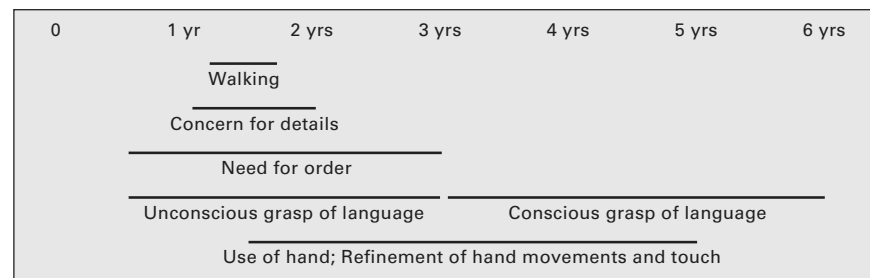 0 1 yr 2 yrs 3 yrs 4 yrs 5 yrs 6 yrs
Walking
Concern for details
Need for order
Unconscious grasp of language Conscious grasp of language
Use of hand; Refinement of hand movements and touch